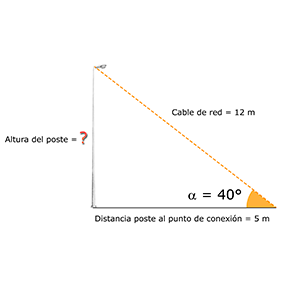 Cable de red = 12 m
Altura del poste = ?
α = 40°
Distancia poste al punto de conexión = 5 m